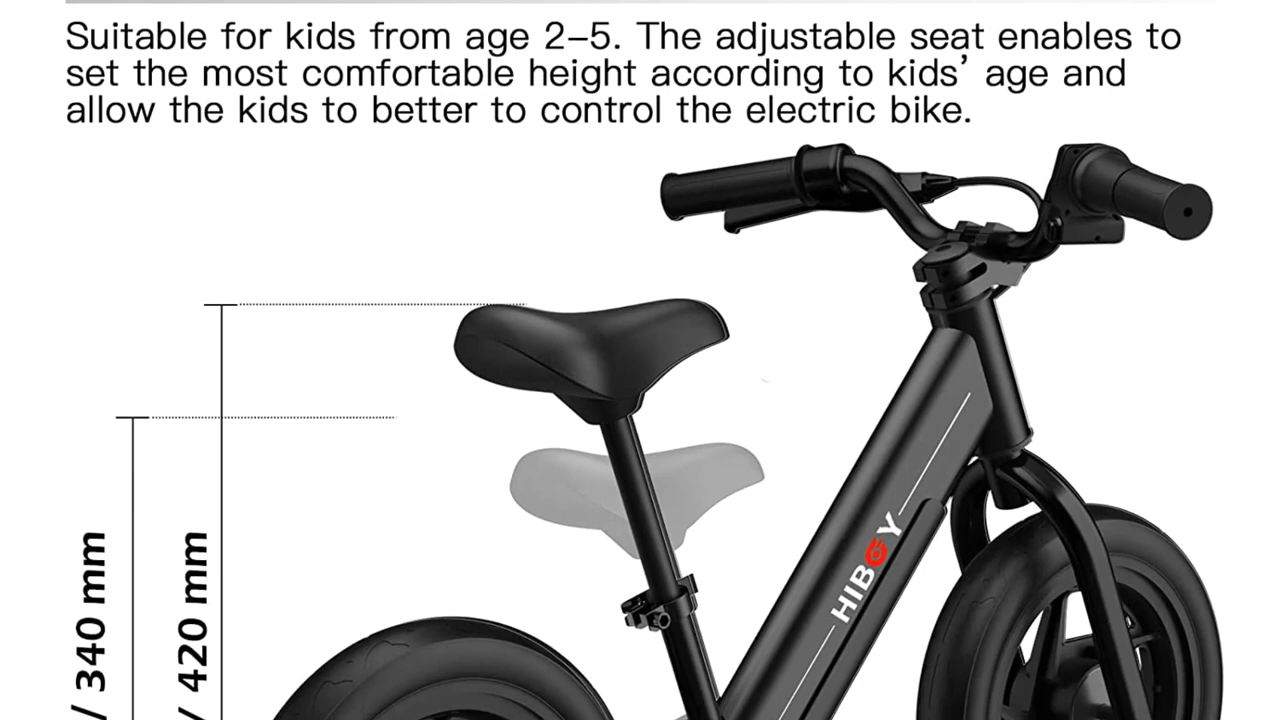 Suitable for kids from age 2–5. The adjustable seat enables to
set the most comfortable height according to kids’ age and
allow the kids to better to control the electric bike.
HIBOY
/ 340 mm
/ 420 mm